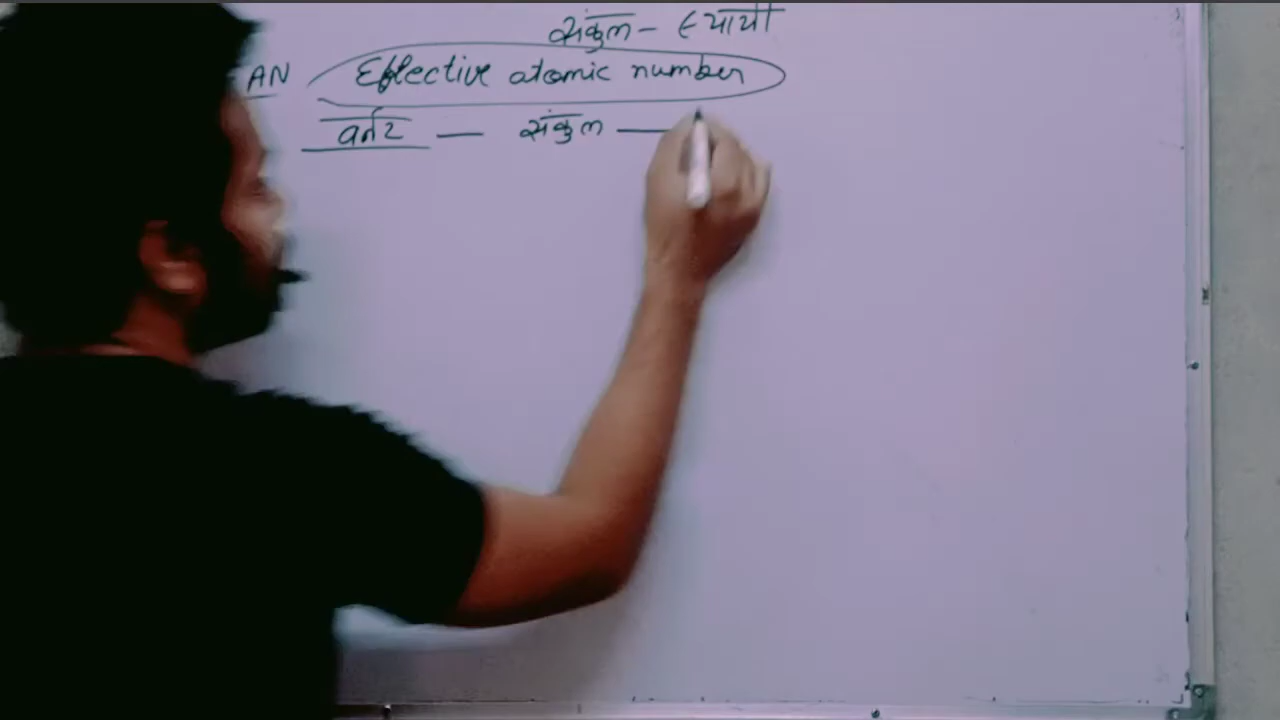 संकुल - स्थायी
AN Effective atomic number
वर्नर — संकुल —